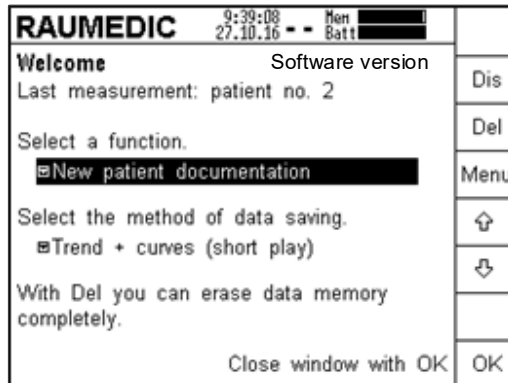 RAUMEDIC 9:39:08 Mem
27.10.16 -- Batt
Welcome Software version
Last measurement: patient no. 2
Dis
Del
Select a function.
New patient documentation
Menu
Select the method of data saving.
Trend + curves (short play)
With Del you can erase data memory
completely.
Close window with OK
OK